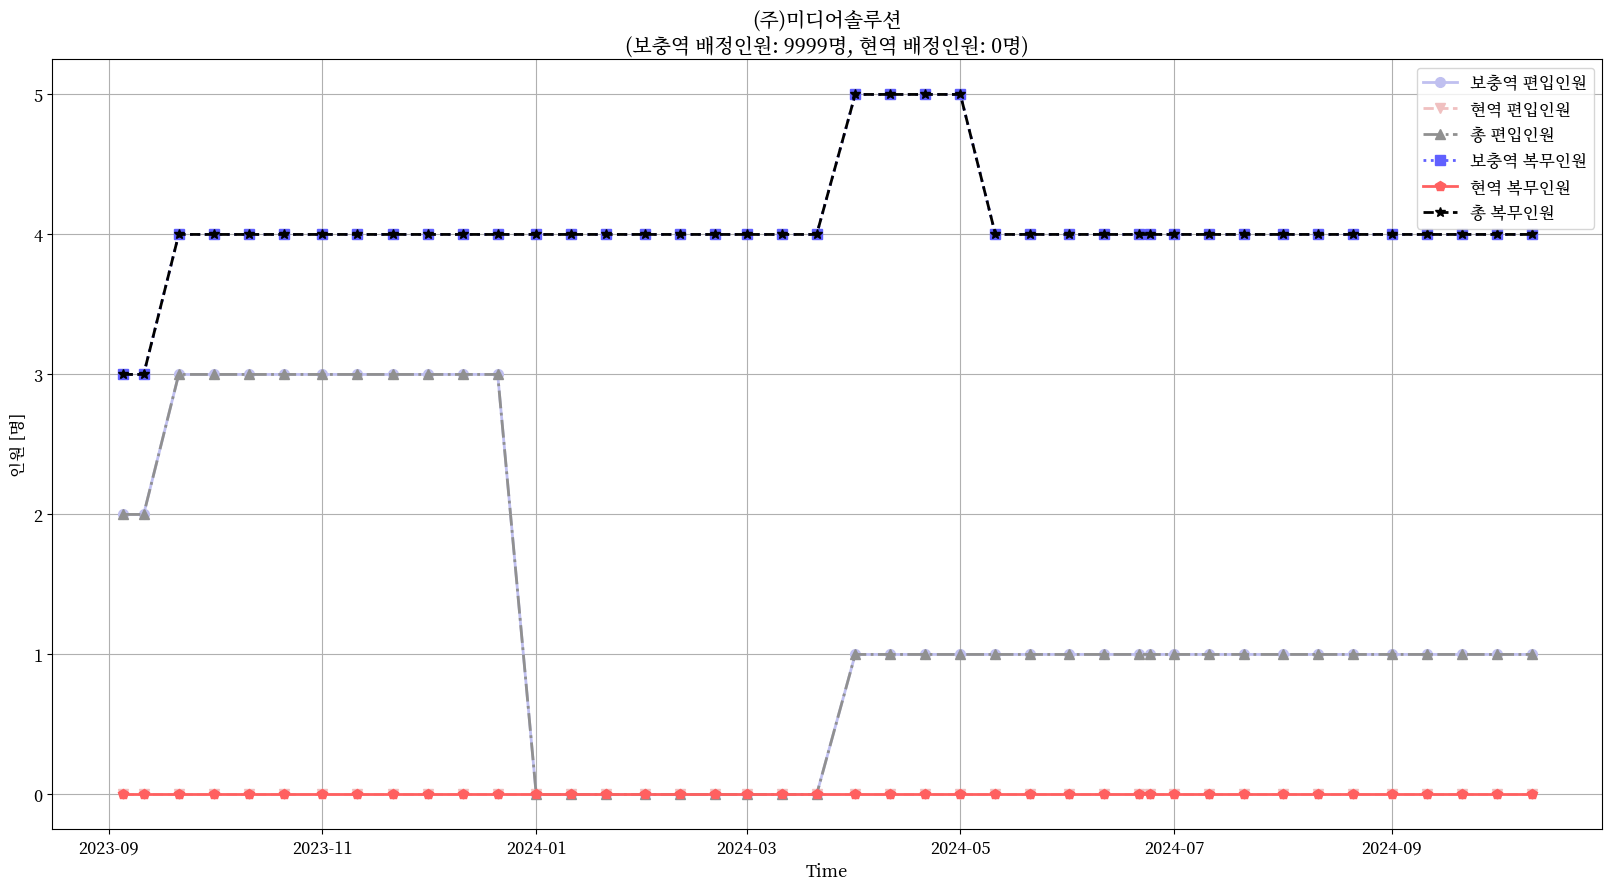 (주)미디어솔루션
(보충역 배정인원: 9999명, 현역 배정인원: 0명)
보충역 편입인원
현역 편입인원
총 편입인원
보충역 복무인원
현역 복무인원
총 복무인원
인원 [명]
5
4
3
2
1
0
2023-09 2023-11 2024-01 2024-03 2024-05 2024-07 2024-09
Time